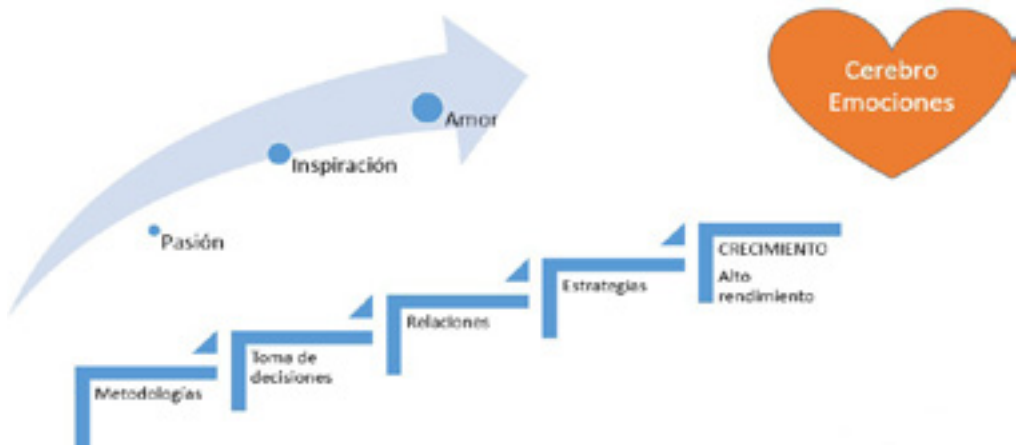 Cerebro
Emociones
Amor
Inspiración
Pasión
CRECIMIENTO
Alto
rendimiento
Estrategias
Relaciones
Toma de
decisiones
Metodologías